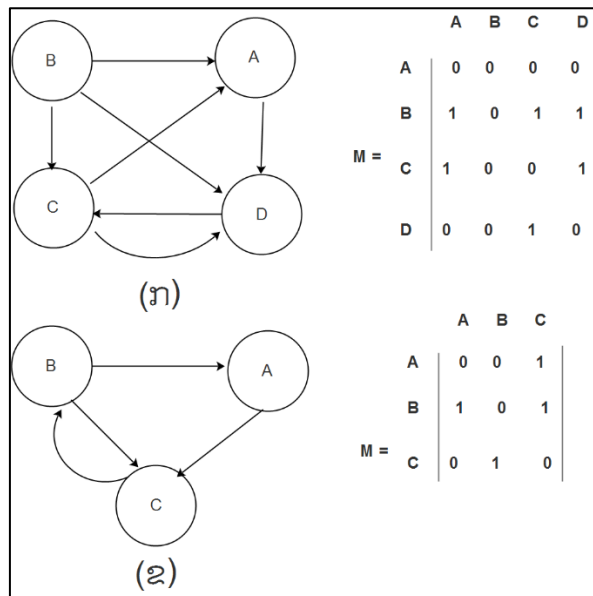 B A
C D
(ກ)
A B C D
A 0 0 0 0
B 1 0 1 1
M = C 1 0 0 1
D 0 0 1 0
B A
C
(ຂ)
A B C
A 0 0 1
B 1 0 1
M = C 0 1 0